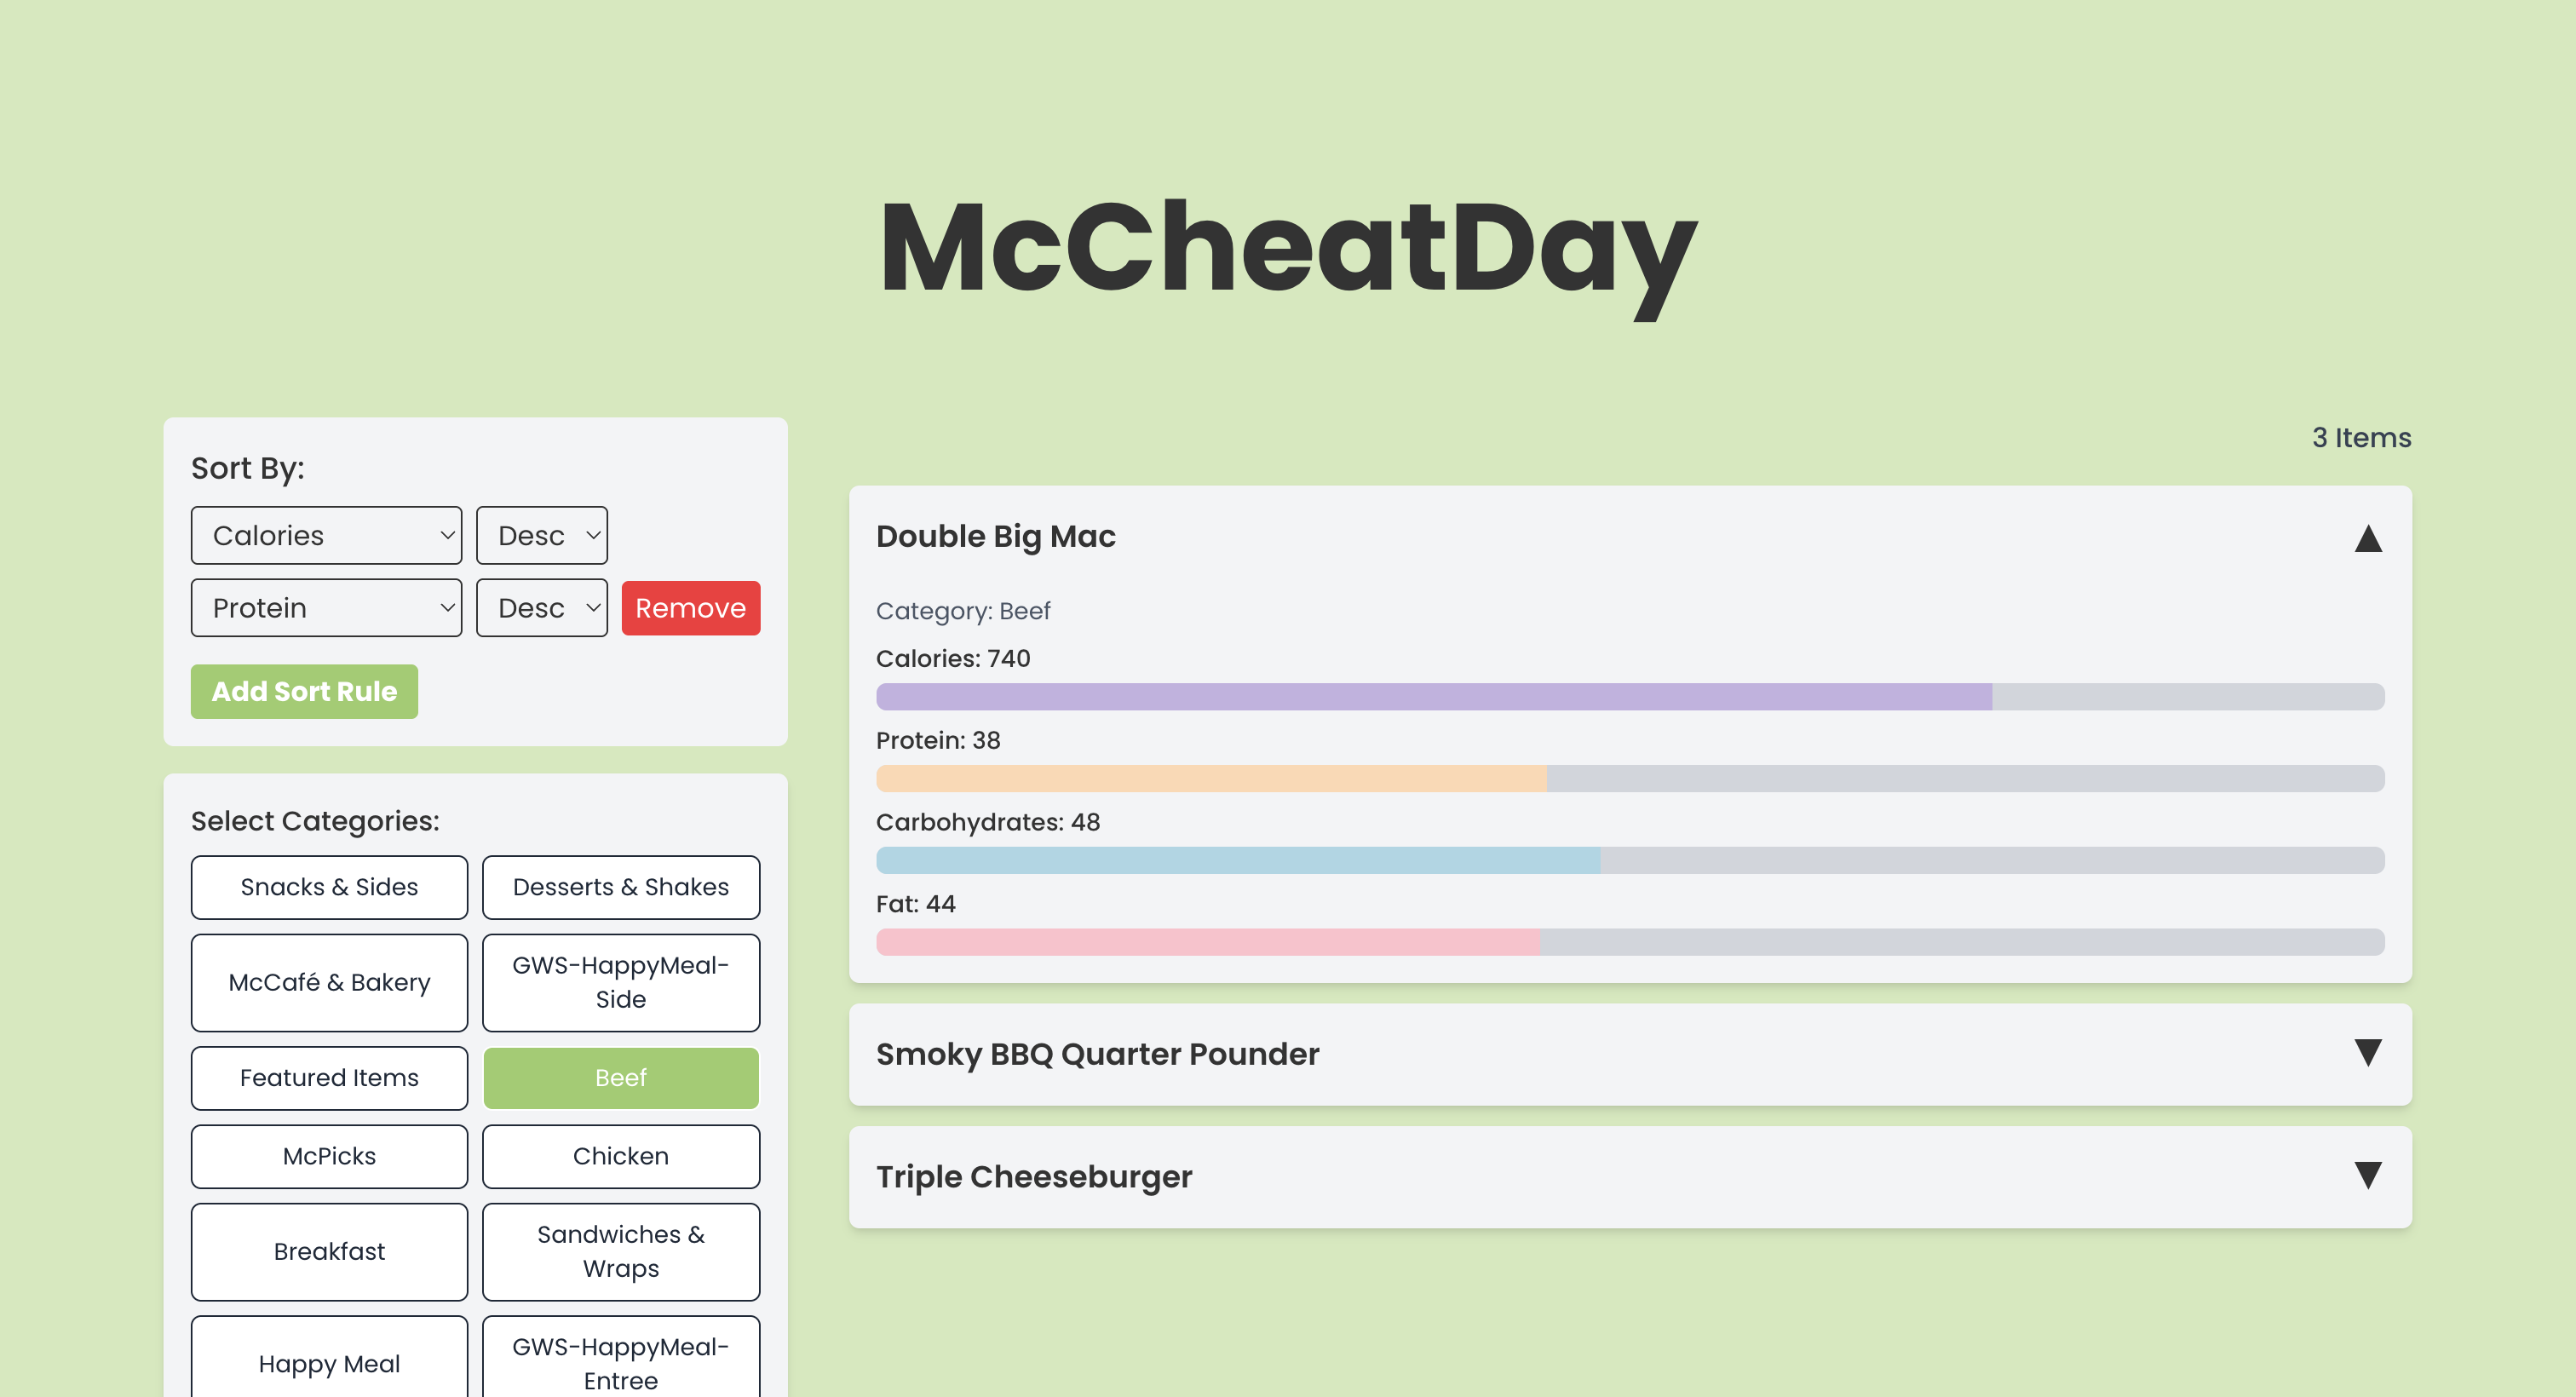 McCheatDay
Sort By:
Calories
Desc
Protein
Desc
Remove
Add Sort Rule
Select Categories:
Snacks & Sides
Desserts & Shakes
McCafé & Bakery
GWS-HappyMeal-
Side
Featured Items
Beef
McPicks
Chicken
Breakfast
Sandwiches &
Wraps
Happy Meal
GWS-HappyMeal-
Entree
3 Items
Double Big Mac
Category: Beef
Calories: 740
Protein: 38
Carbohydrates: 48
Fat: 44
Smoky BBQ Quarter Pounder
Triple Cheeseburger